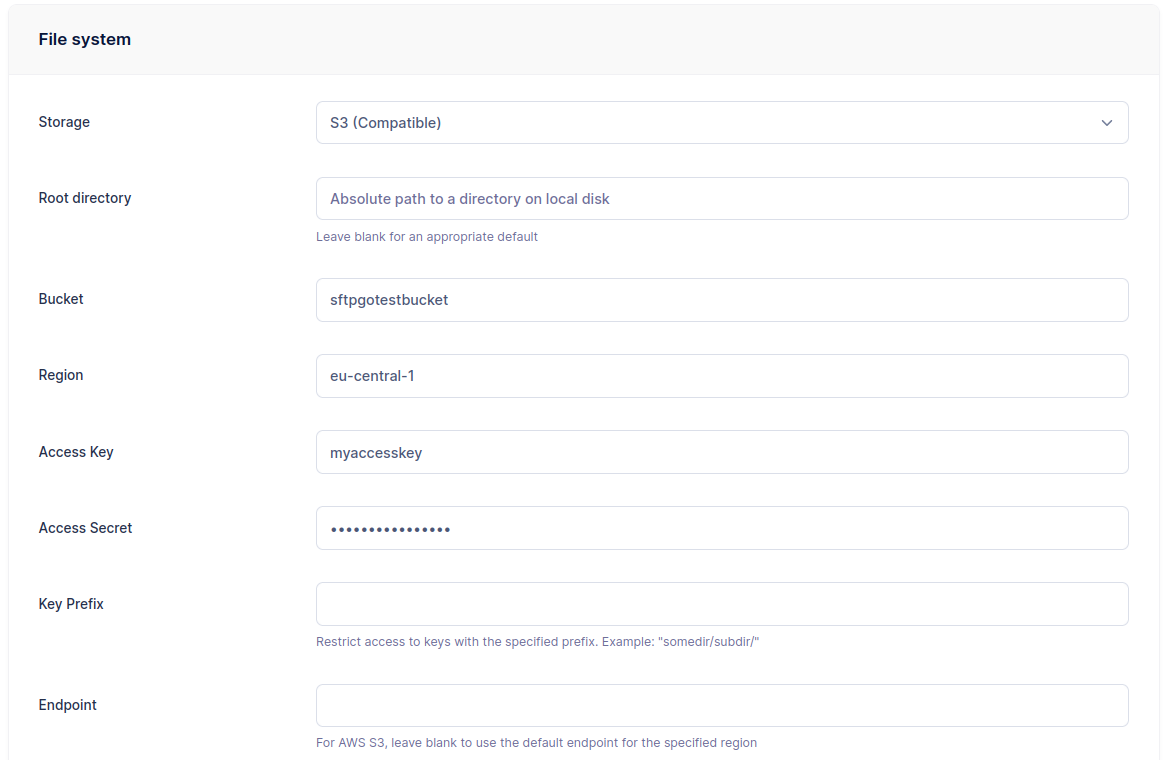 File system
Storage
S3 (Compatible)
Root directory
Absolute path to a directory on local disk
Leave blank for an appropriate default
Bucket
sftpgotestbucket
Region
eu-central-1
Access Key
myaccesskey
Access Secret
••••••••••••••••
Key Prefix
Restrict access to keys with the specified prefix. Example: "somedir/subdir/"
Endpoint
For AWS S3, leave blank to use the default endpoint for the specified region